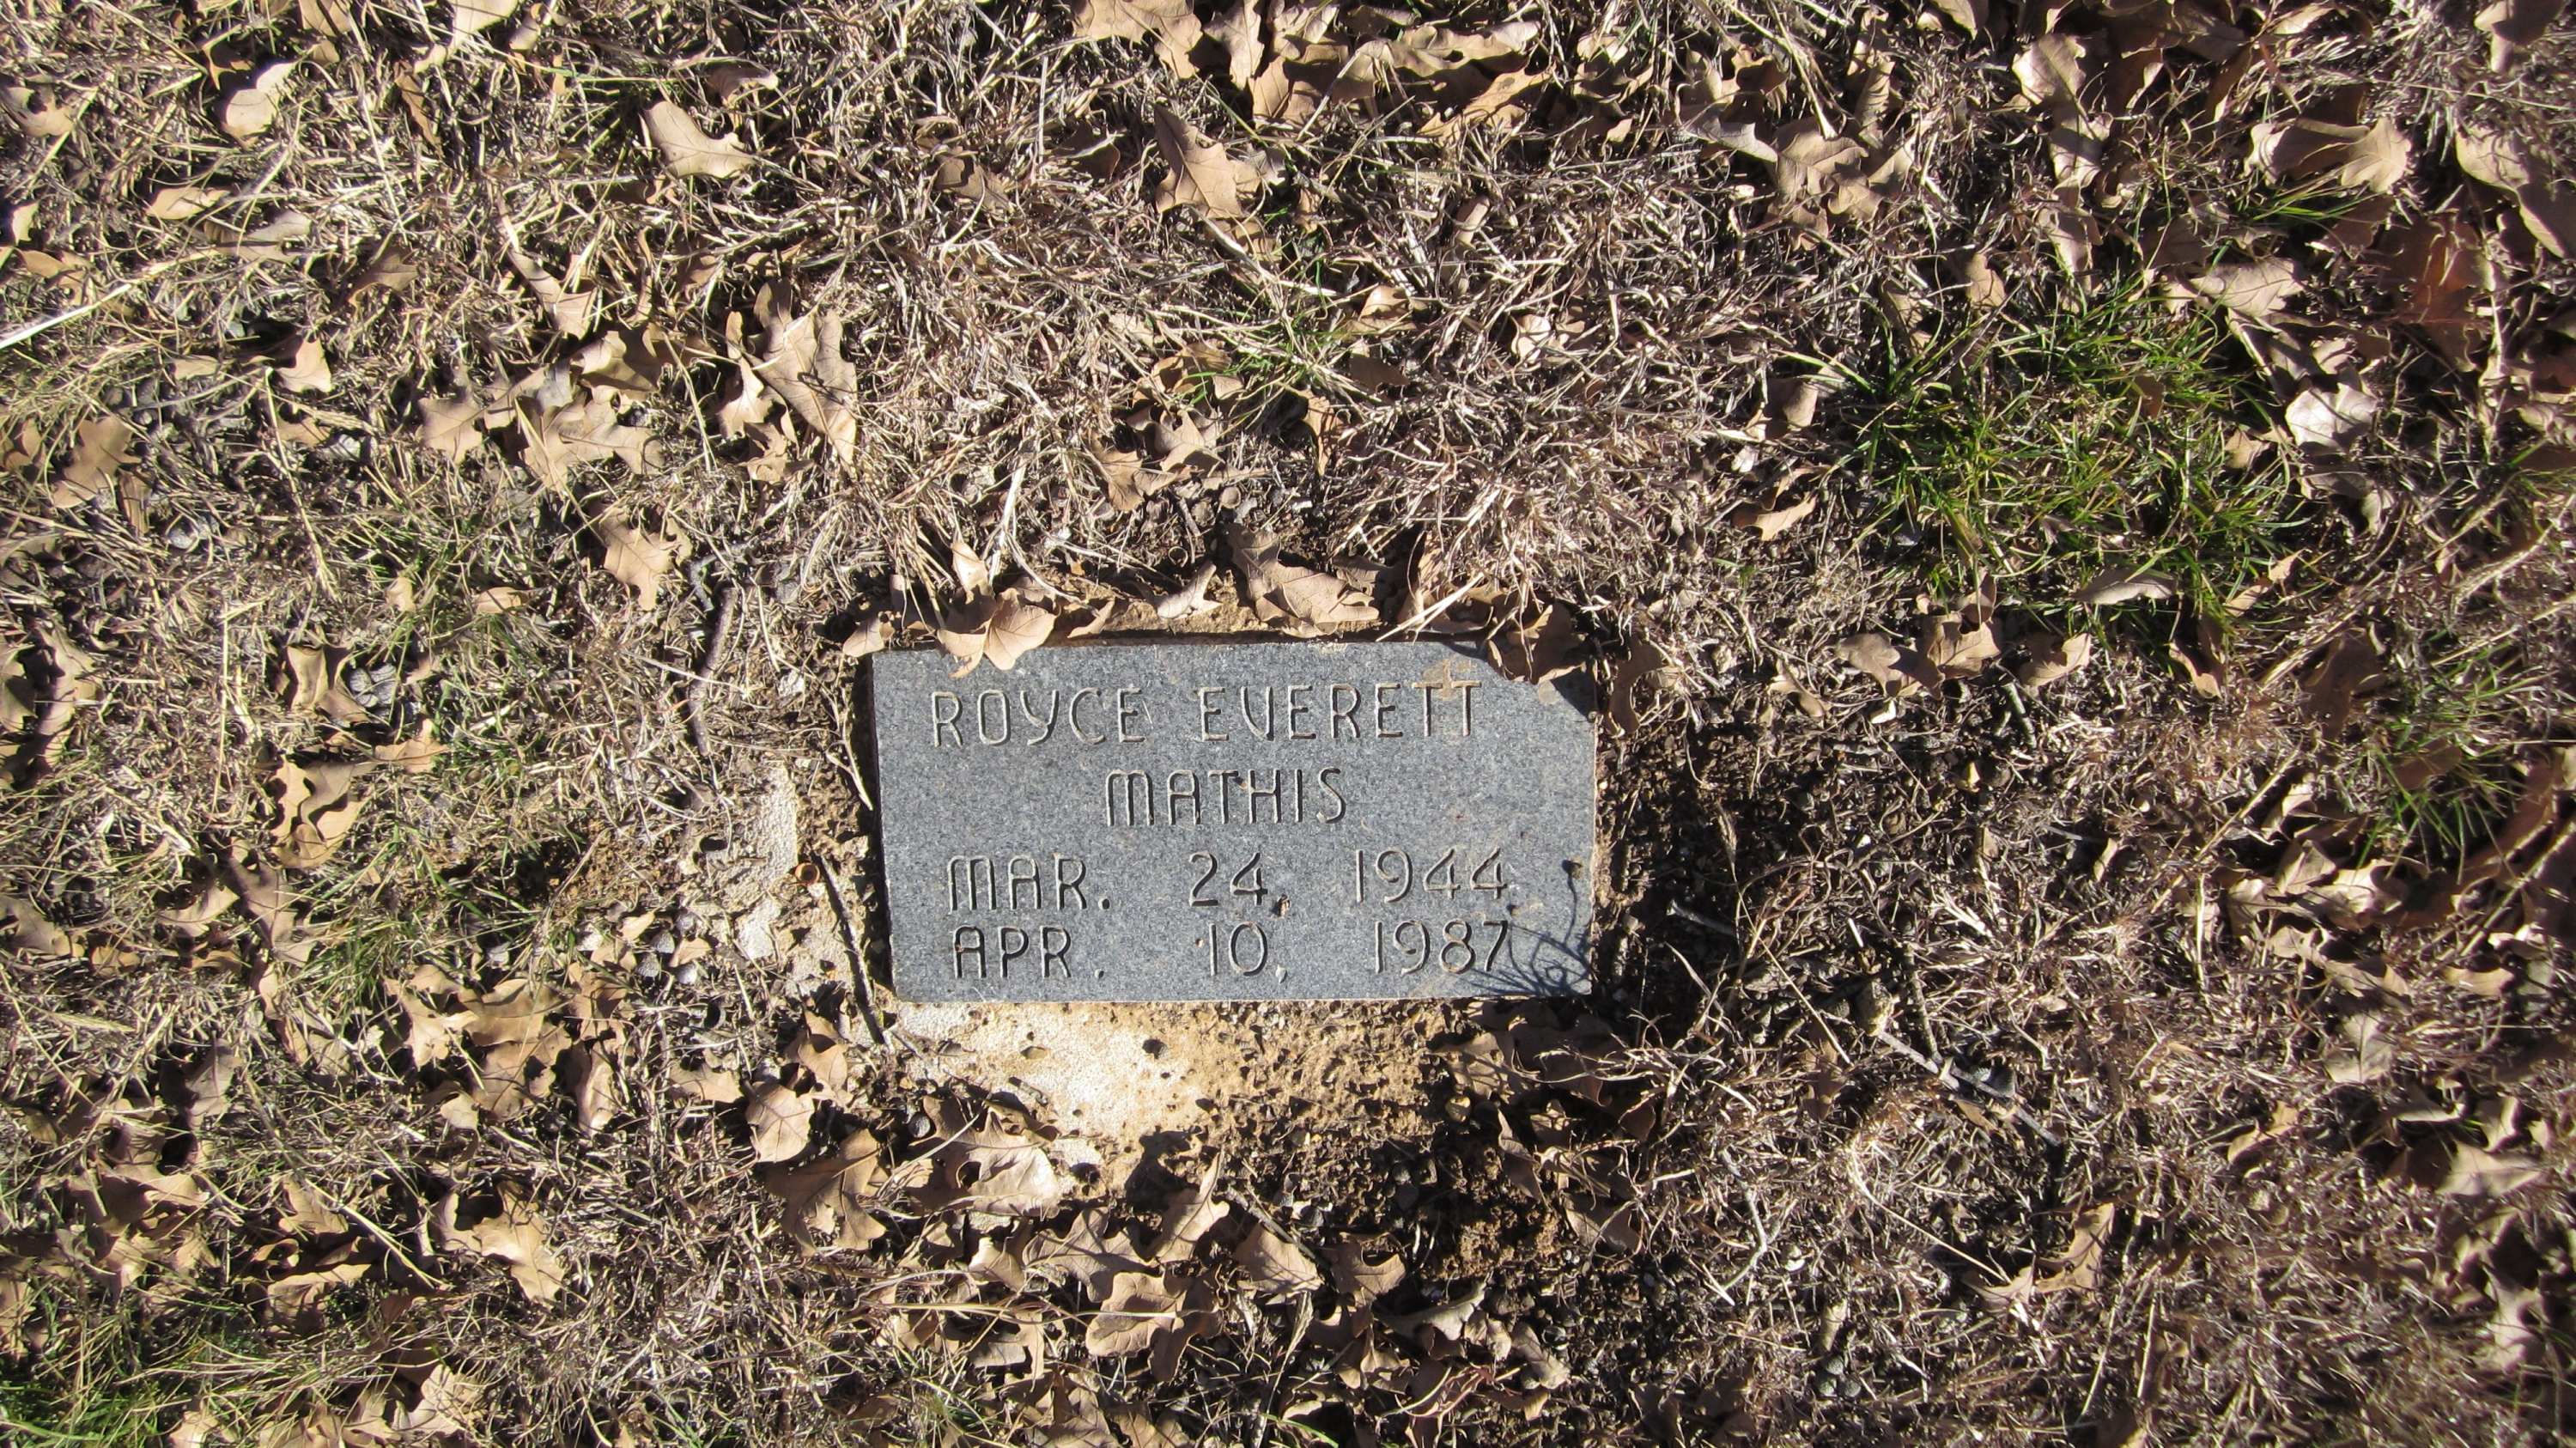 ROYCE EVERETT
MATHIS
MAR. 24, 1944
APR. 10, 1987